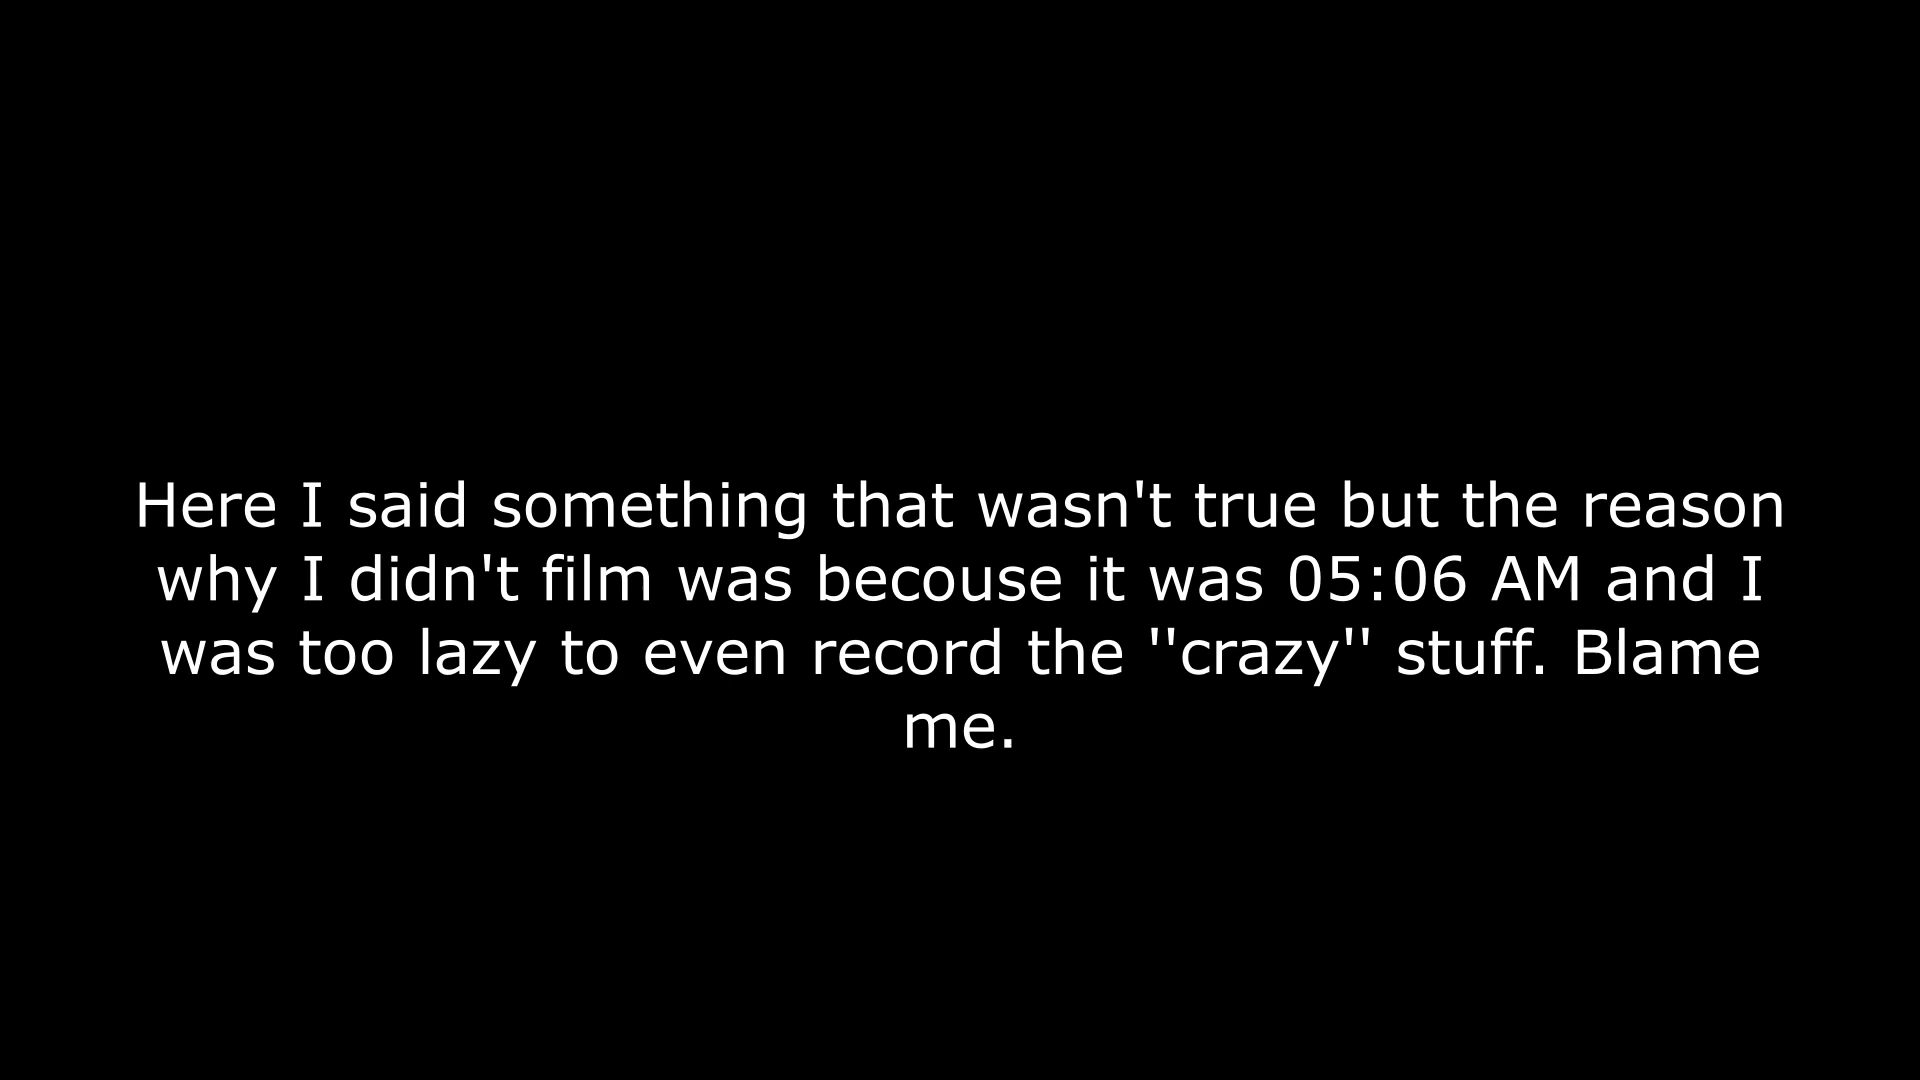 Here I said something that wasn't true but the reason
why I didn't film was becouse it was 05:06 AM and I
was too lazy to even record the ''crazy'' stuff. Blame
me.